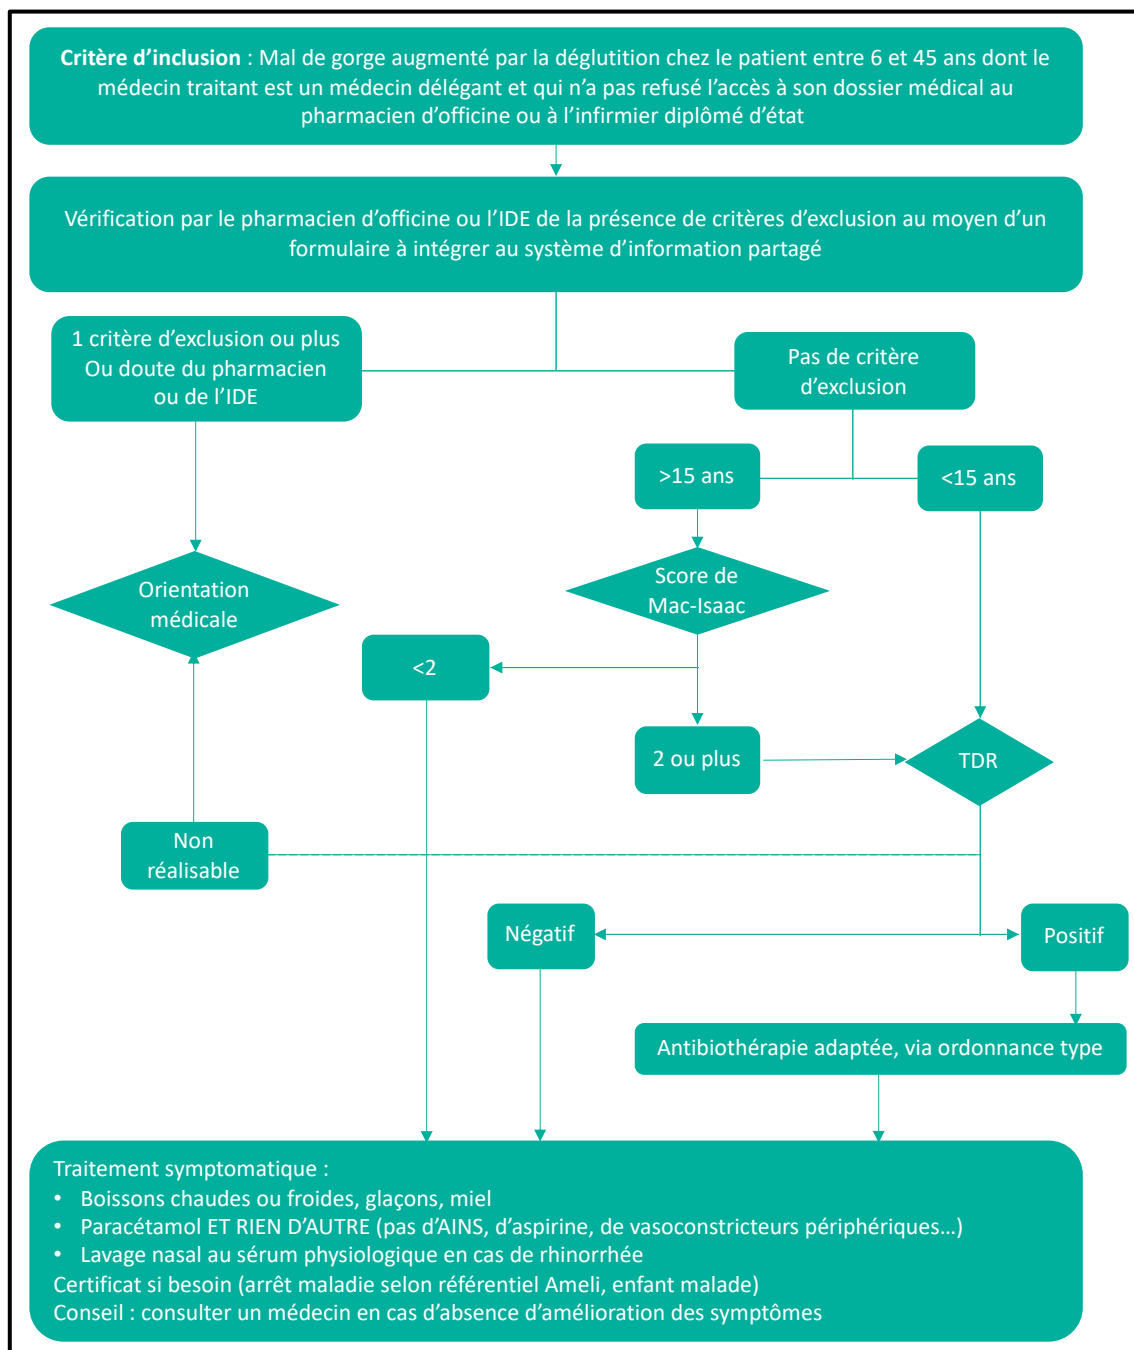 Critère d’inclusion : Mal de gorge augmenté par la déglutition chez le patient entre 6 et 45 ans dont le
médecin traitant est un médecin délégant et qui n’a pas refusé l’accès à son dossier médical au
pharmacien d’officine ou à l’infirmier diplômé d’état
Vérification par le pharmacien d’officine ou l’IDE de la présence de critères d’exclusion au moyen d’un
formulaire à intégrer au système d’information partagé
1 critère d’exclusion ou plus
Ou doute du pharmacien
ou de l’IDE
Pas de critère
d’exclusion
>15 ans
<15 ans
Orientation
médicale
Score de
Mac-Isaac
<2
2 ou plus
TDR
Non
réalisable
Négatif
Positif
Antibiothérapie adaptée, via ordonnance type
Traitement symptomatique :
• Boissons chaudes ou froides, glaçons, miel
• Paracétamol ET RIEN D’AUTRE (pas d’AINS, d’aspirine, de vasoconstricteurs périphériques…)
• Lavage nasal au sérum physiologique en cas de rhinorrhée
Certificat si besoin (arrêt maladie selon référentiel Ameli, enfant malade)
Conseil : consulter un médecin en cas d’absence d’amélioration des symptômes